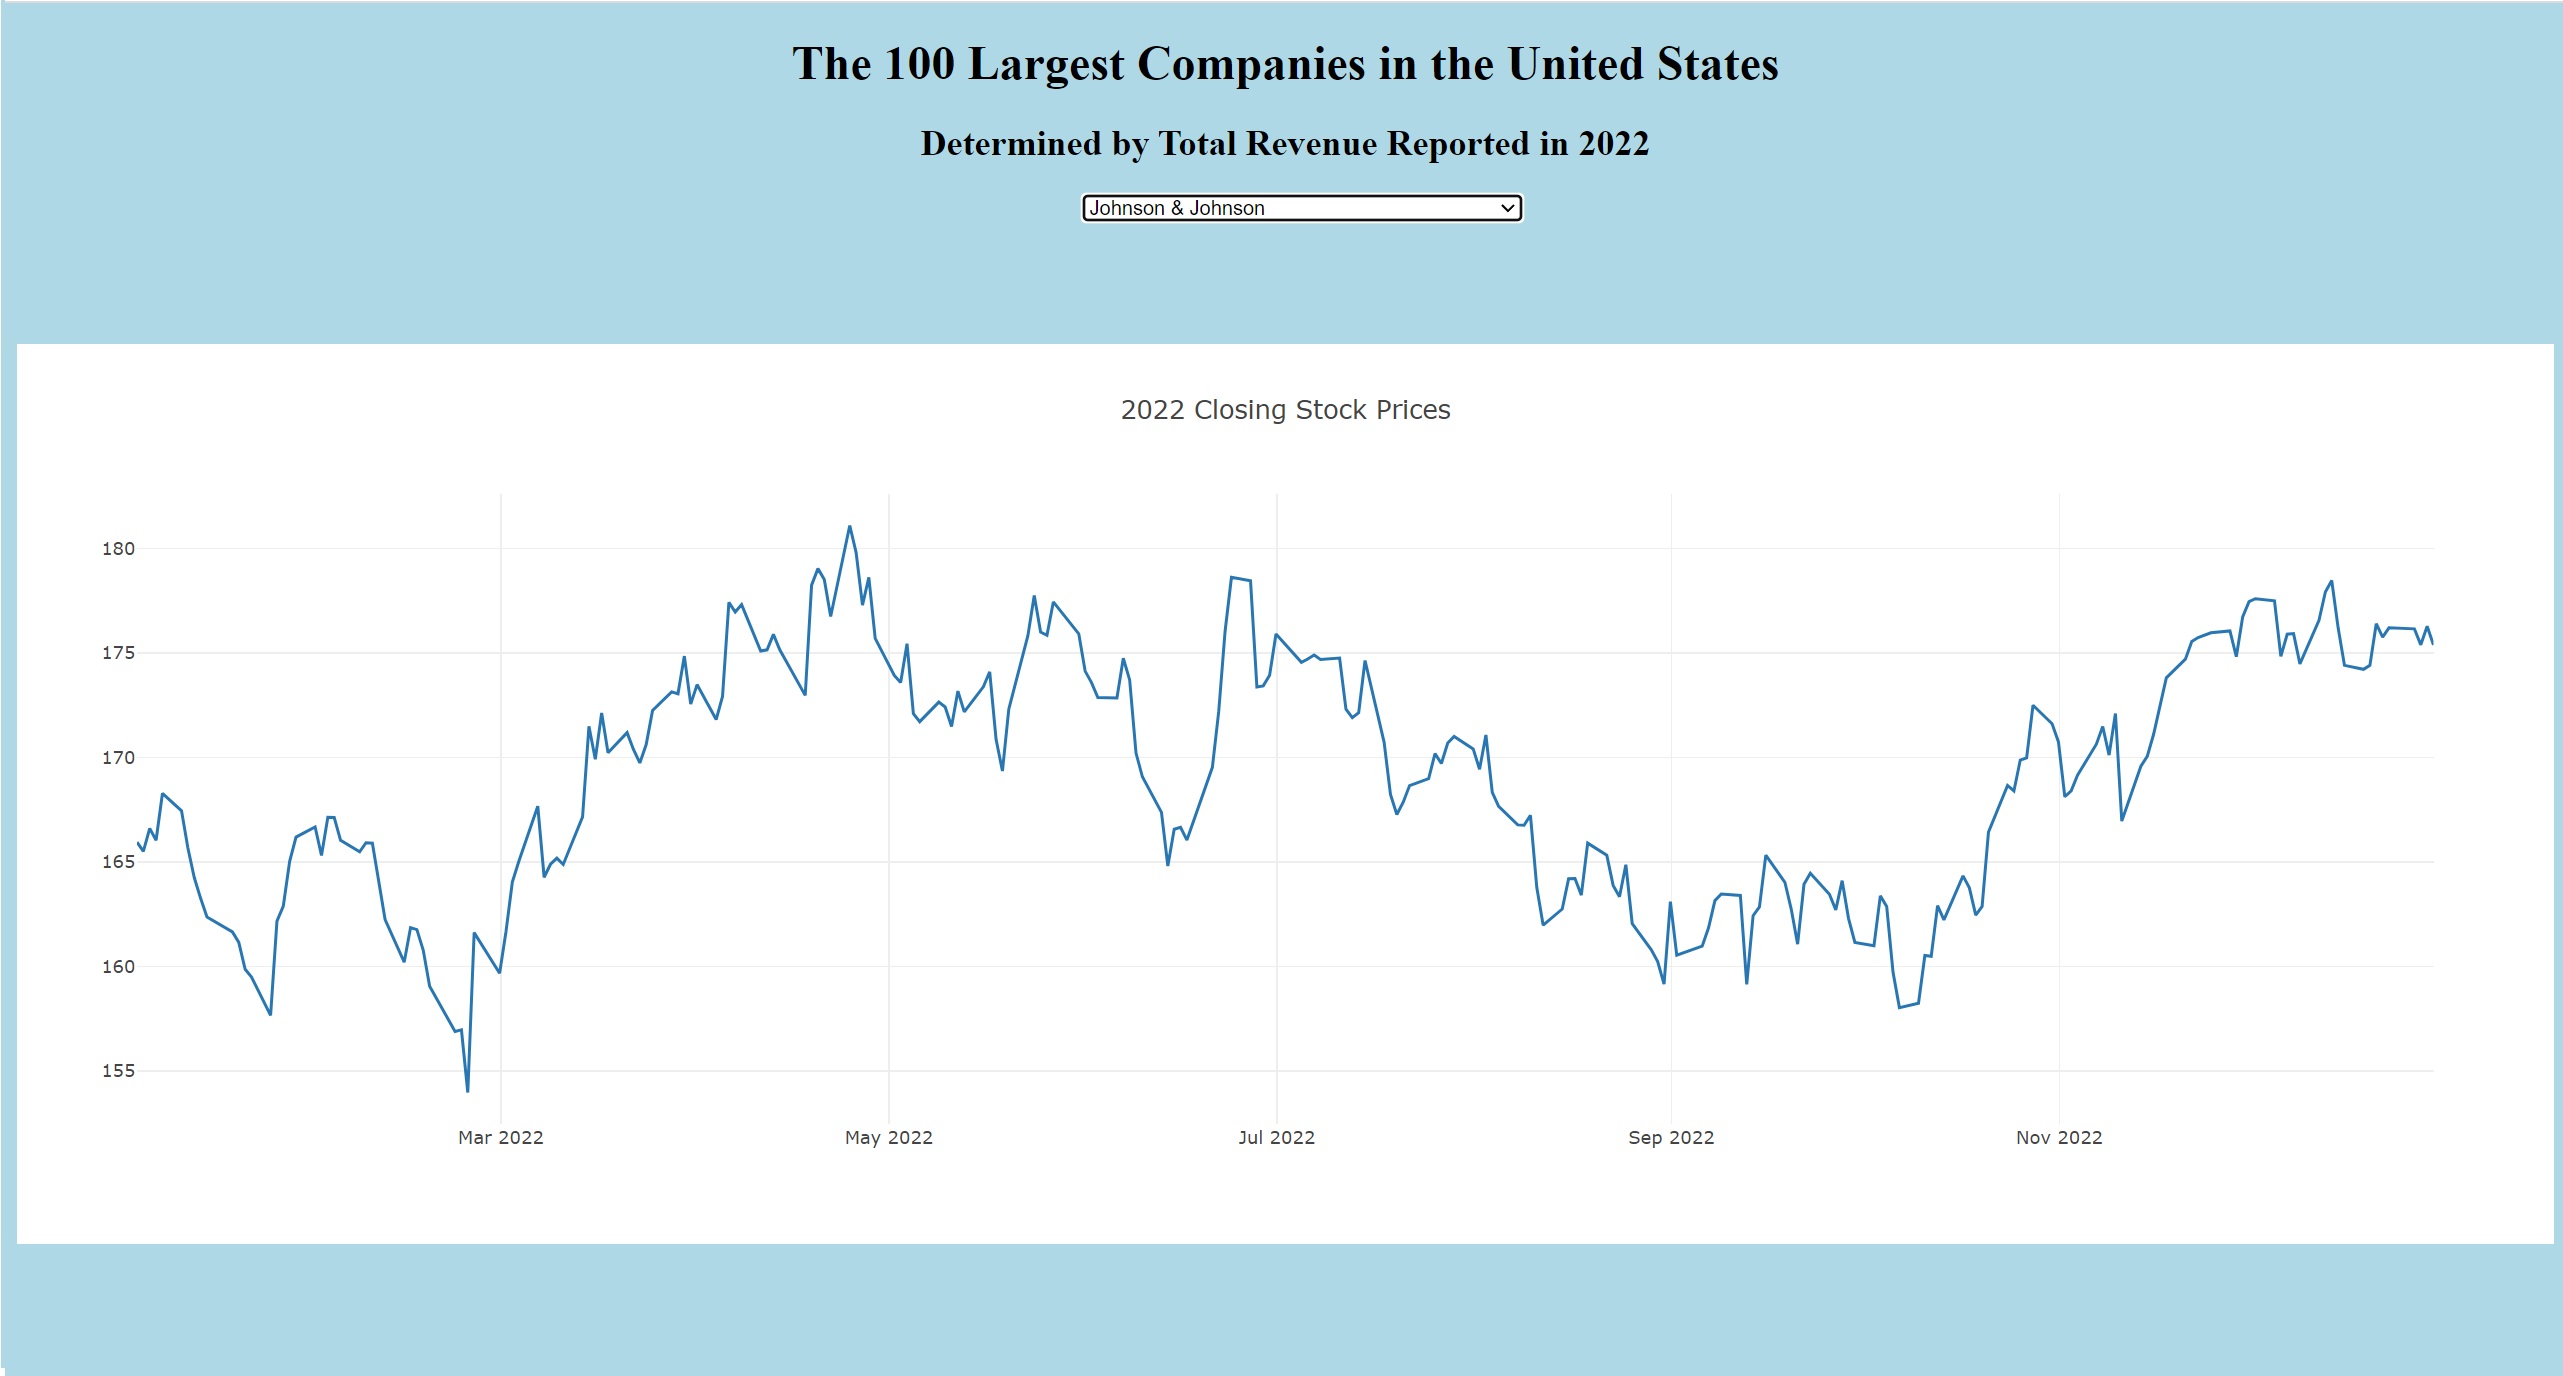 The 100 Largest Companies in the United States
Determined by Total Revenue Reported in 2022
Johnson & Johnson
2022 Closing Stock Prices
180
175
170
165
160
155
Mar 2022 May 2022 Jul 2022 Sep 2022 Nov 2022